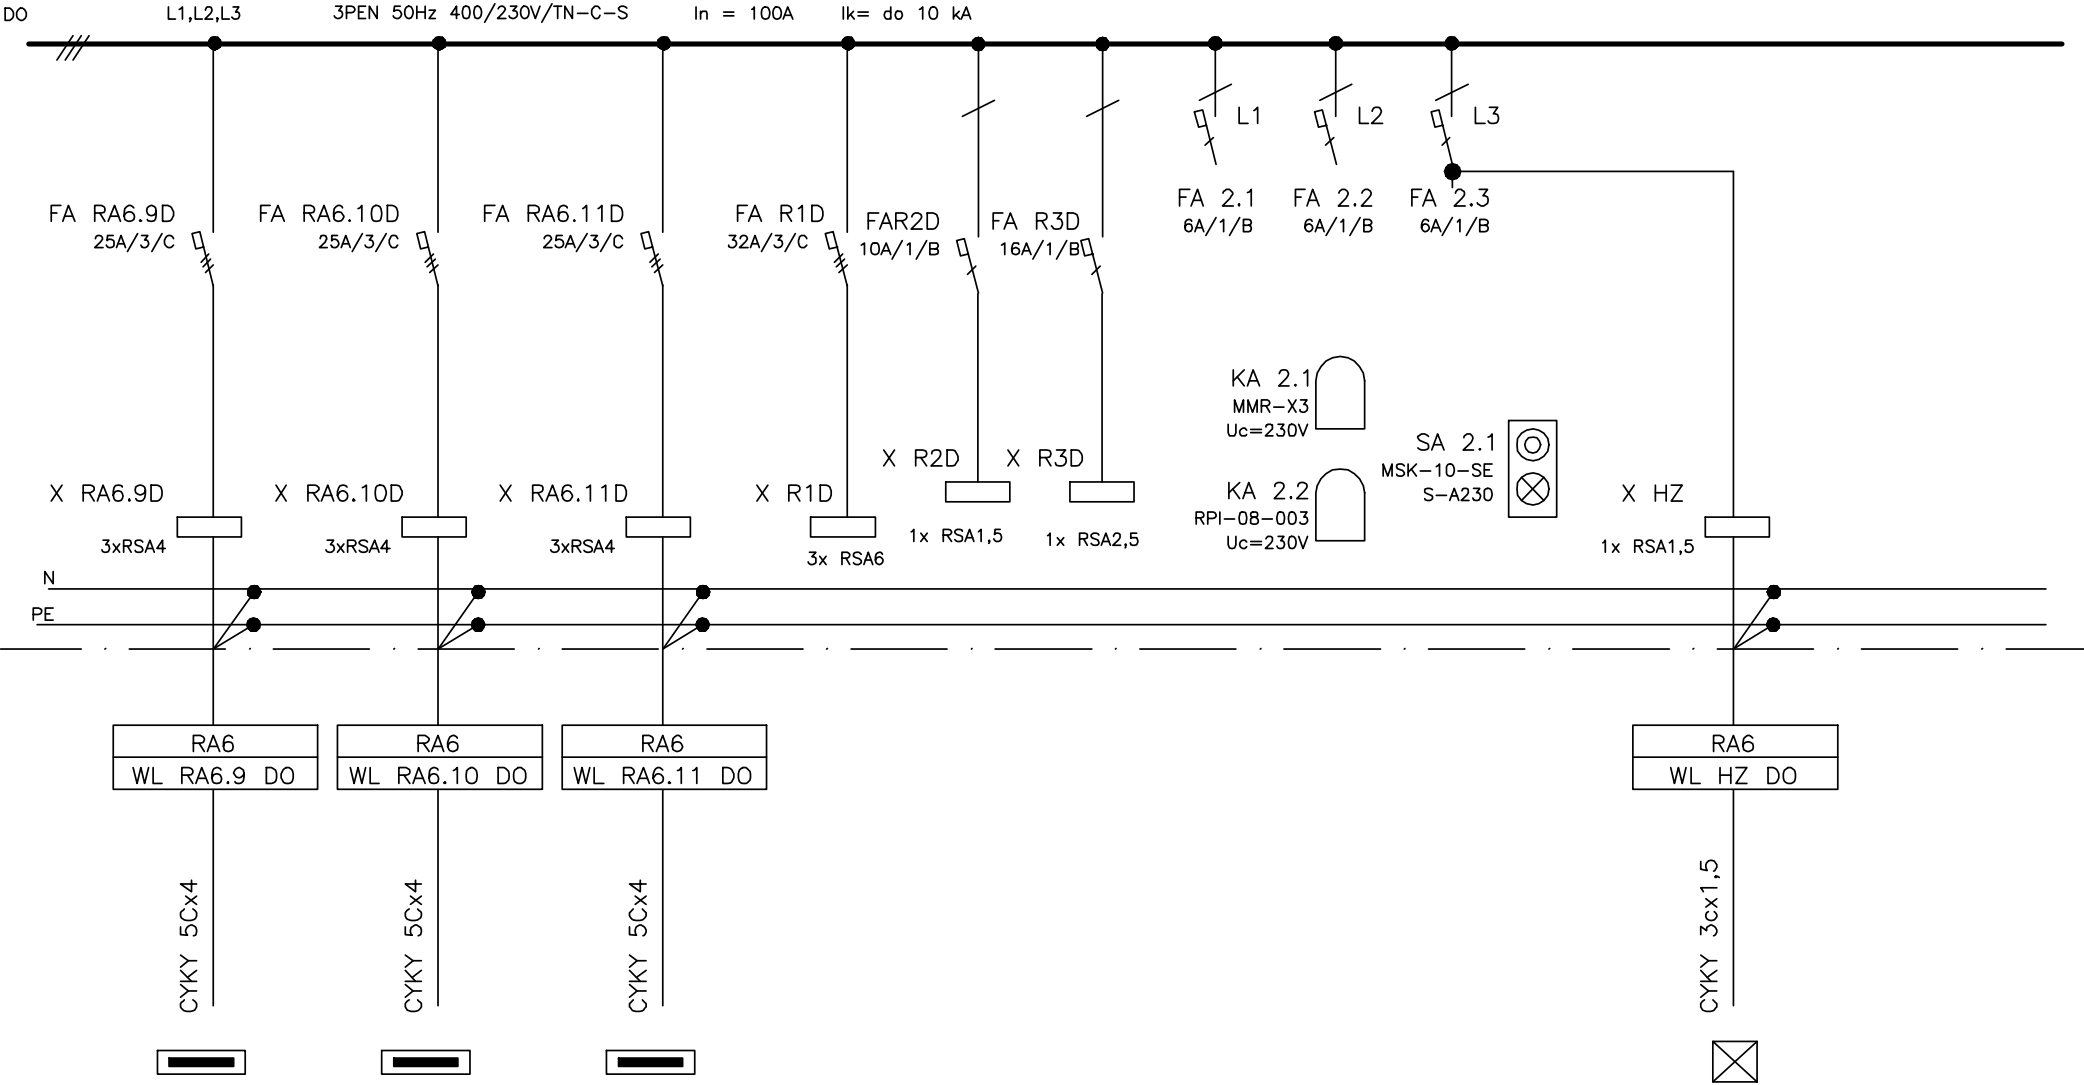 DO L1,L2,L3 3PEN 50Hz 400/230V/TN-C-S In = 100A Ik= do 10 kA
L1 L2 L3
FA 2.1 FA 2.2 FA 2.3
6A/1/B 6A/1/B 6A/1/B
FA RA6.9D FA RA6.10D FA RA6.11D FA R1D FAR2D FA R3D
25A/3/C 25A/3/C 25A/3/C 32A/3/C 10A/1/B 16A/1/B
KA 2.1
MMR-X3
Uc=230V
SA 2.1
MSK-10-SE
S-A230
KA 2.2
RPI-08-003
Uc=230V
X R2D X R3D
X RA6.9D X RA6.10D X RA6.11D X R1D X HZ
1x RSA1,5 1x RSA2,5
3xRSA4 3xRSA4 3xRSA4 3x RSA6 1x RSA1,5
N
PE
RA6 RA6 RA6 RA6
WL RA6.9 DO WL RA6.10 DO WL RA6.11 DO WL HZ DO
CYKY 5Cx4 CYKY 5Cx4 CYKY 5Cx4 CYKY 3cx1,5